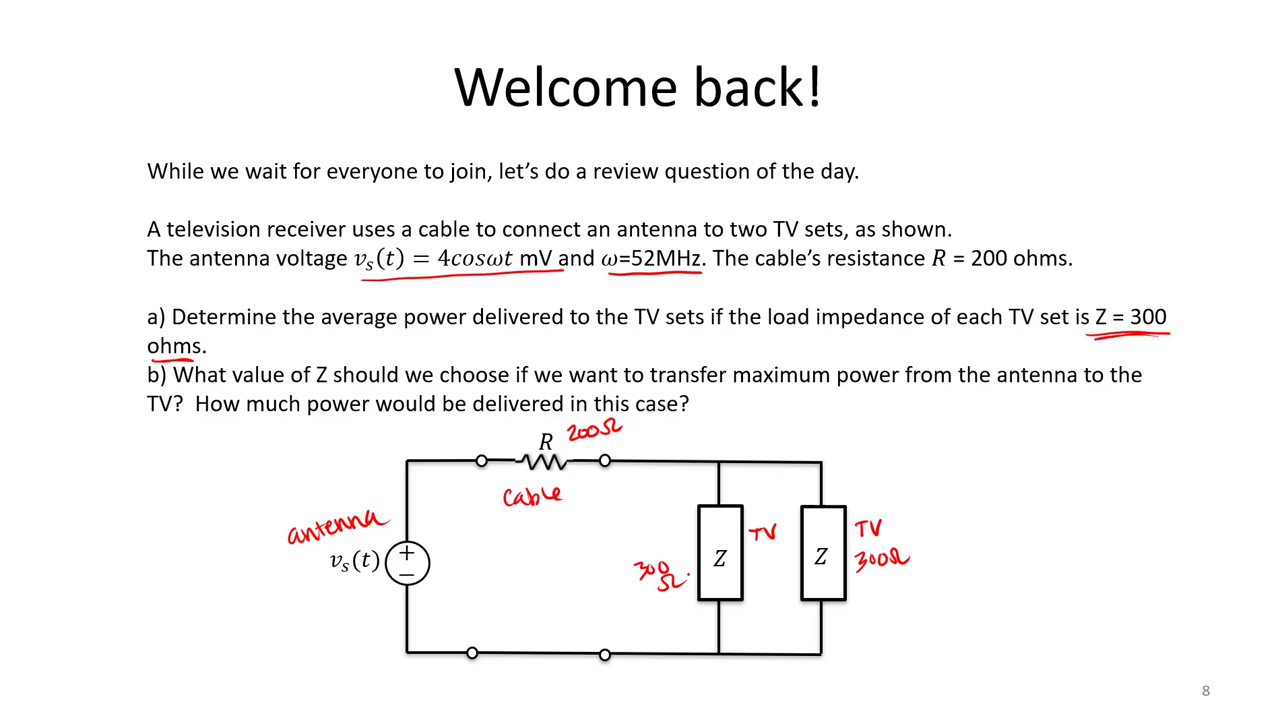 Welcome back!
While we wait for everyone to join, let's do a review question of the day.
A television receiver uses a cable to connect an antenna to two TV sets, as shown.
The antenna voltage 𝑣ₛ(𝑡) = 4𝑐𝑜𝑠𝜔𝑡 mV and 𝜔=52MHz. The cable's resistance 𝑅 = 200 ohms.
a) Determine the average power delivered to the TV sets if the load impedance of each TV set is Z = 300
ohms.
b) What value of Z should we choose if we want to transfer maximum power from the antenna to the
TV? How much power would be delivered in this case?
R 200Ω
Cable
antenna
𝑣ₛ(𝑡)
+
−
300
Ω
Z
TV
Z
TV
300Ω
8